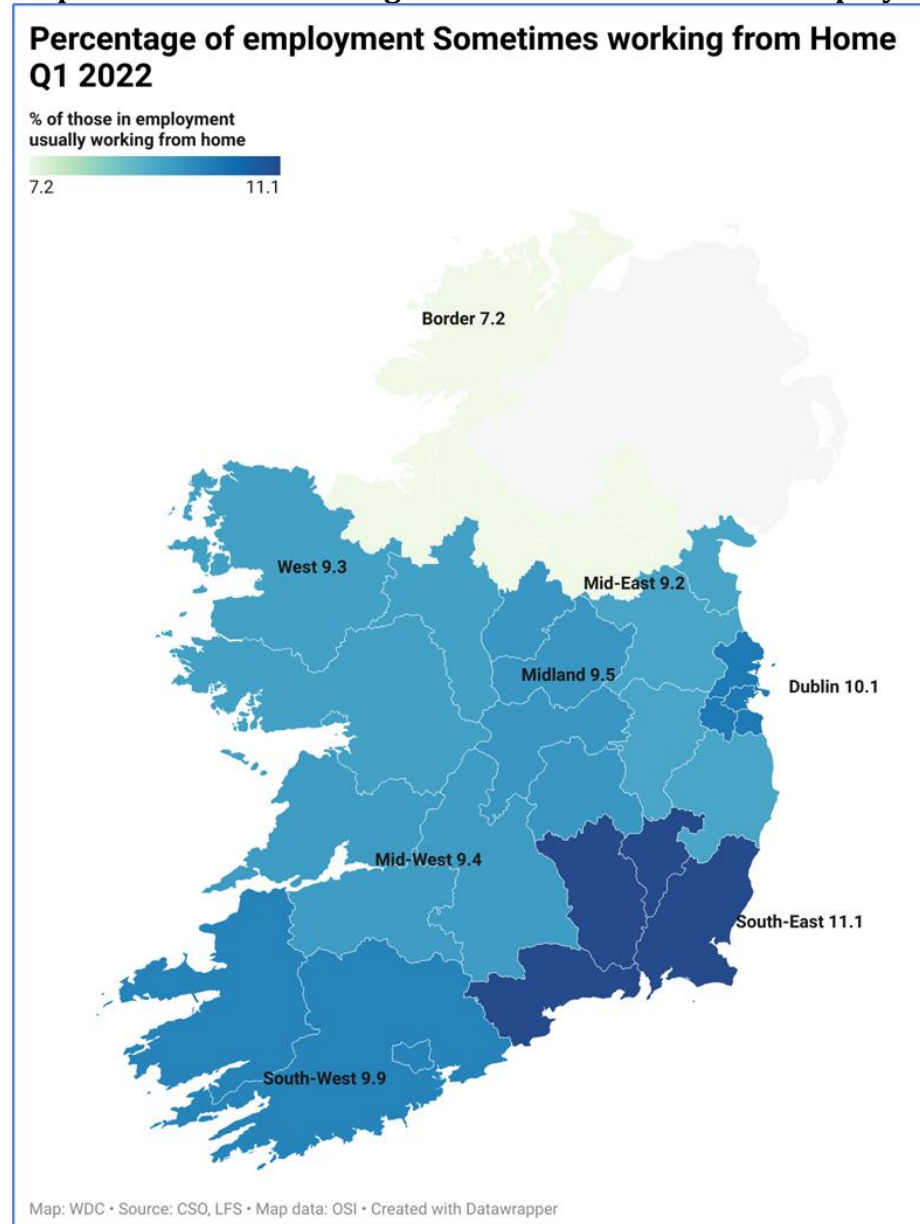 Percentage of employment Sometimes working from Home
Q1 2022
% of those in employment
usually working from home
7.2 11.1
Border 7.2
West 9.3
Mid-East 9.2
Midland 9.5
Dublin 10.1
Mid-West 9.4
South-East 11.1
South-West 9.9
Map: WDC • Source: CSO, LFS • Map data: OSI • Created with Datawrapper